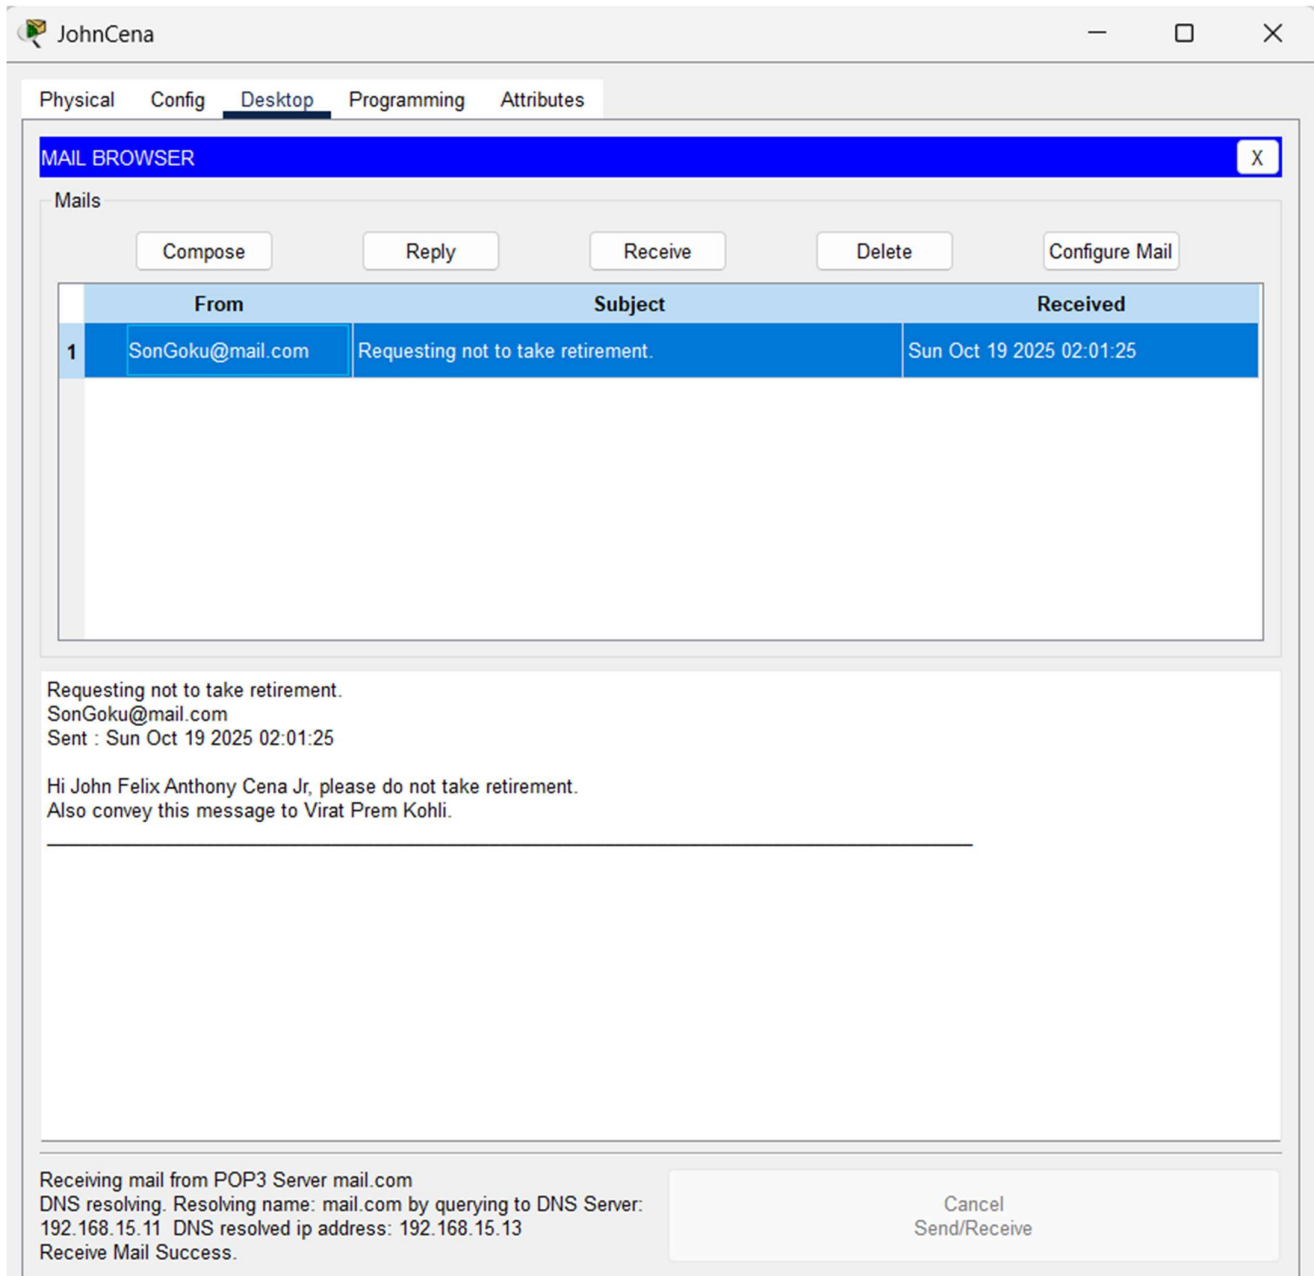 JohnCena
Physical Config Desktop Programming Attributes
MAIL BROWSER X
Mails
Compose Reply Receive Delete Configure Mail
From Subject Received
1 SonGoku@mail.com Requesting not to take retirement. Sun Oct 19 2025 02:01:25
Requesting not to take retirement.
SonGoku@mail.com
Sent : Sun Oct 19 2025 02:01:25
Hi John Felix Anthony Cena Jr, please do not take retirement.
Also convey this message to Virat Prem Kohli.
Receiving mail from POP3 Server mail.com
DNS resolving. Resolving name: mail.com by querying to DNS Server:
192.168.15.11 DNS resolved ip address: 192.168.15.13
Receive Mail Success.
Cancel
Send/Receive